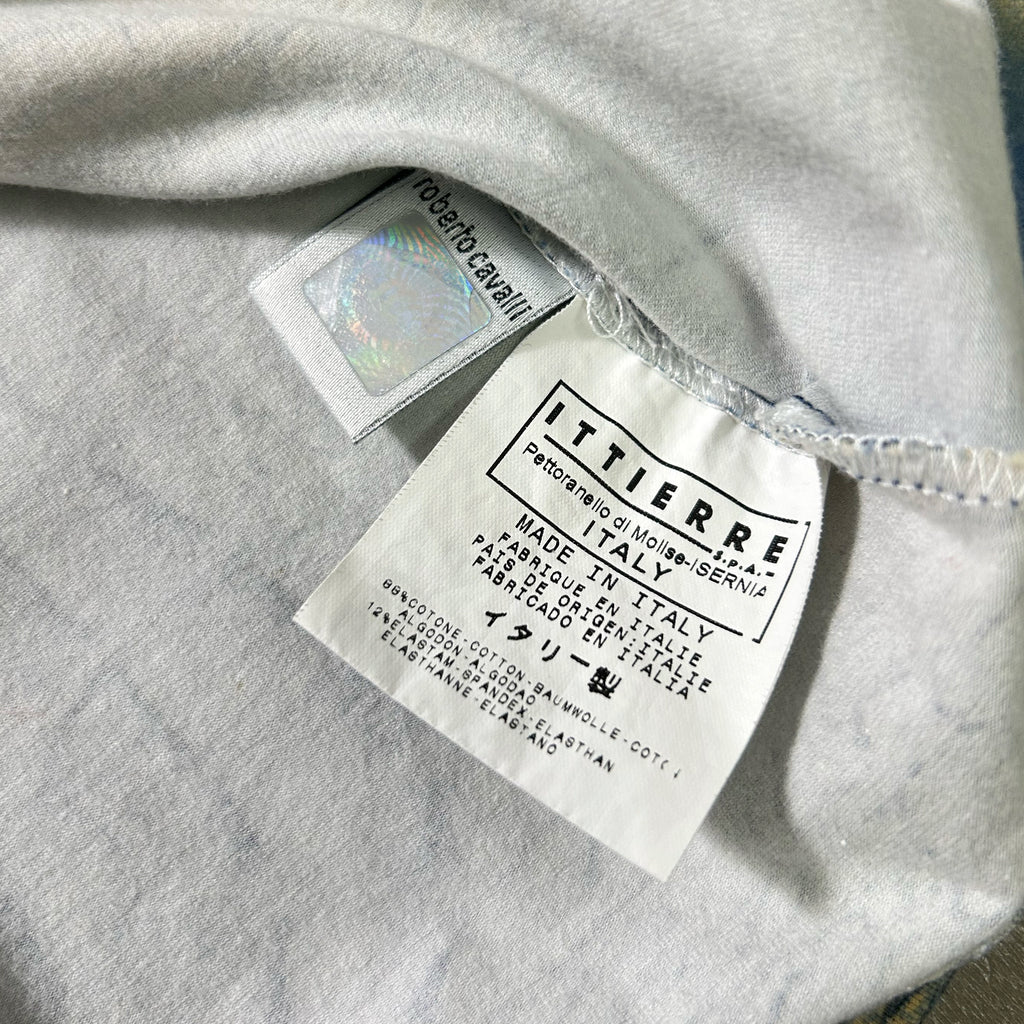 roberto cavalli
ITTIERRE
S.P.A.
Pettoranello di Molise-ISERNIA
ITALY
MADE IN ITALY
FABRIQUE EN ITALIE
PAIS DE ORIGEN:ITALIE
FABRICADO EN ITALIA
イタリー製
88%COTONE-COTTON-BAUMWOLLE-COTON
ALGODON-ALGODAO
12%ELASTAM-SPANDEX-ELASTHAN
ELASTHANNE-ELASTANO